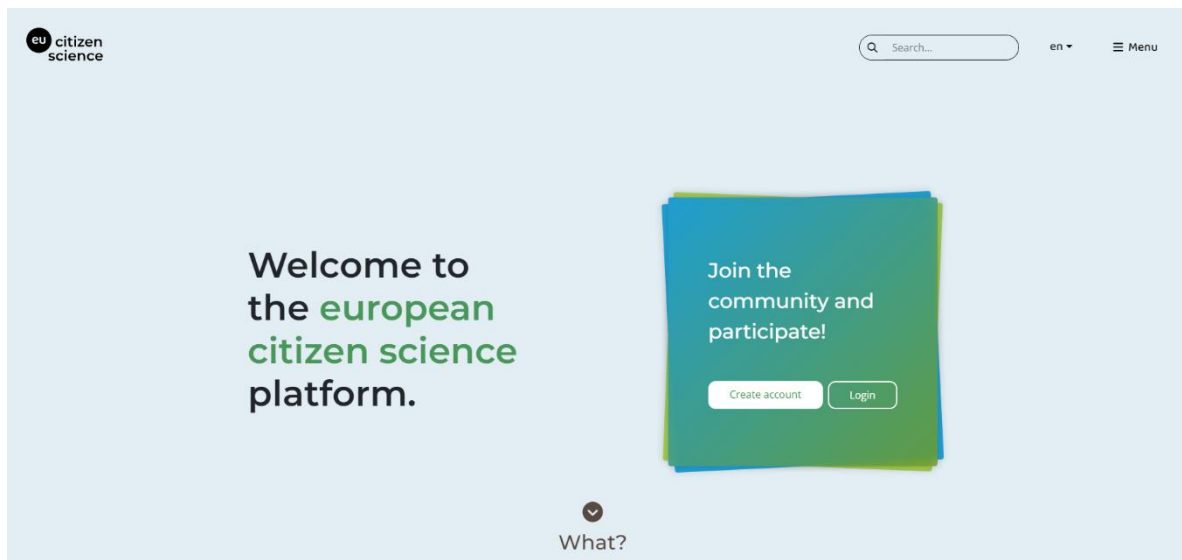 eu citizen
science
Search...
en
Menu
Welcome to
the european
citizen science
platform.
Join the
community and
participate!
Create account
Login
What?